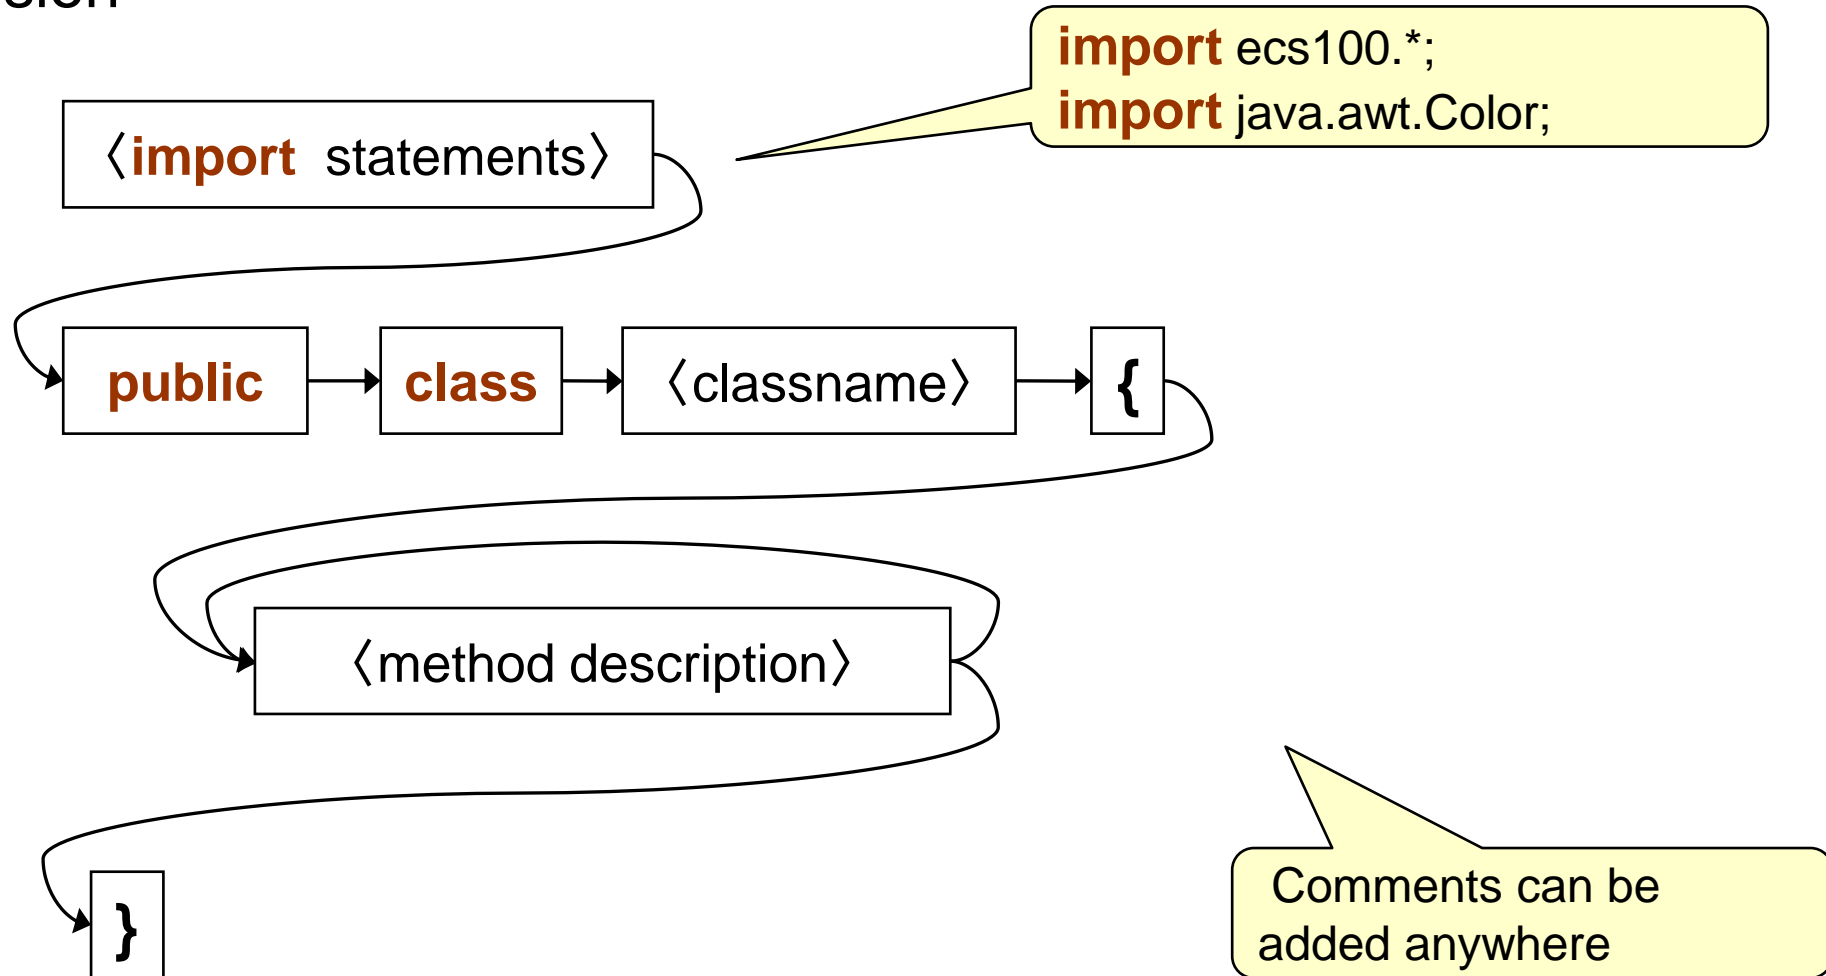 import ecs100.*;
import java.awt.Color;
〈import statements〉
public class 〈classname〉 {
〈method description〉
}
Comments can be
added anywhere